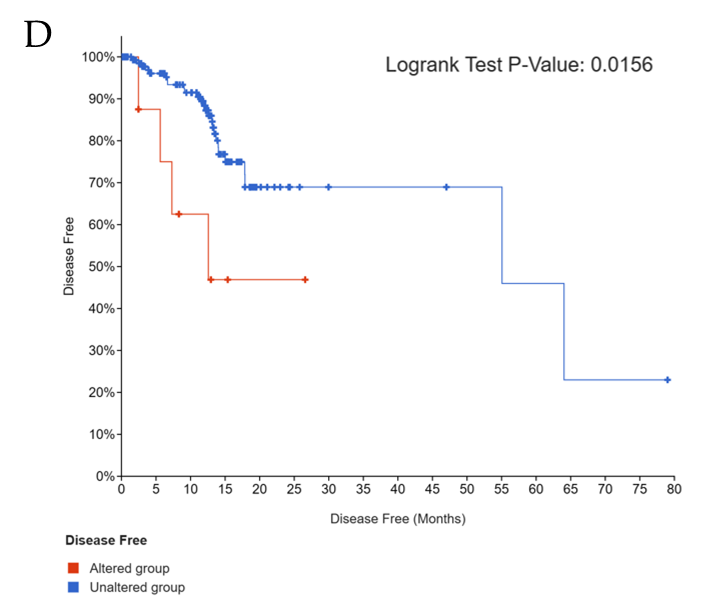 D
Logrank Test P-Value: 0.0156
100%
90%
80%
70%
60%
50%
40%
30%
20%
10%
0%
Disease Free
0 5 10 15 20 25 30 35 40 45 50 55 60 65 70 75 80
Disease Free (Months)
Disease Free
Altered group
Unaltered group